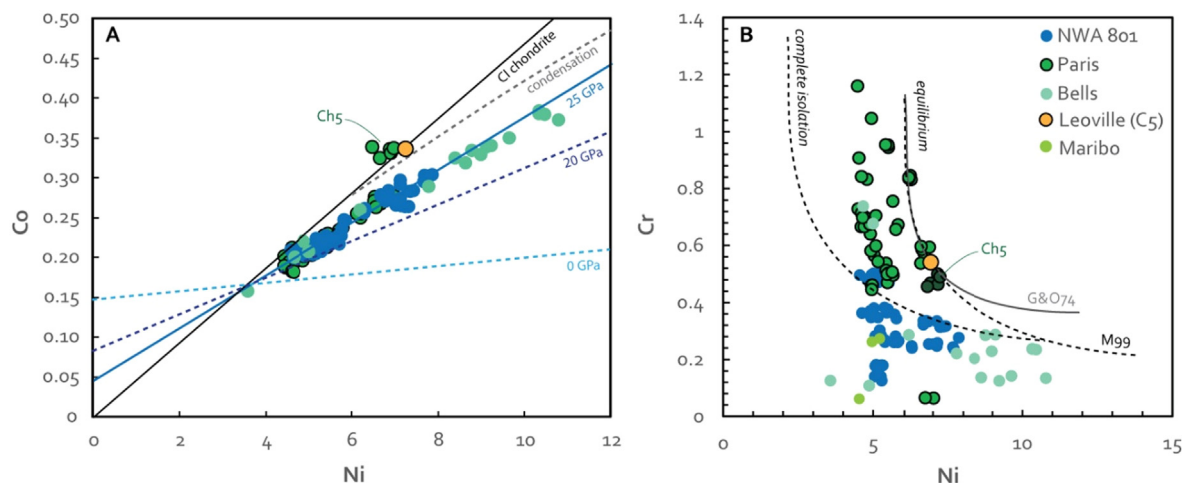 A
0.50
0.45
0.40
0.35
0.30
0.25
0.20
0.15
0.10
0.05
0
0
2
4
6
8
10
12
Co
Ni
CI chondrite
condensation
25 GPa
20 GPa
0 GPa
Ch5
B
1.4
1.2
1
0.8
0.6
0.4
0.2
0
0
5
10
15
Cr
Ni
complete isolation
equilibrium
NWA 801
Paris
Bells
Leoville (C5)
Maribo
Ch5
G&O74
M99